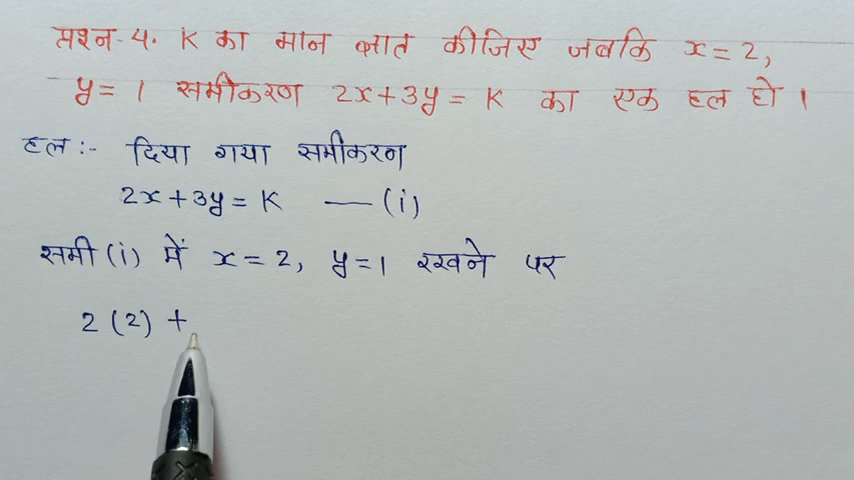 प्रश्न-4. K का मान ज्ञात कीजिए जबकि x = 2,
y = 1 समीकरण 2x+3y = K का एक हल हो ।
हल :- दिया गया समीकरण
2x+3y = K —(i)
समी (i) में x = 2, y=1 रखने पर
2 (2) +